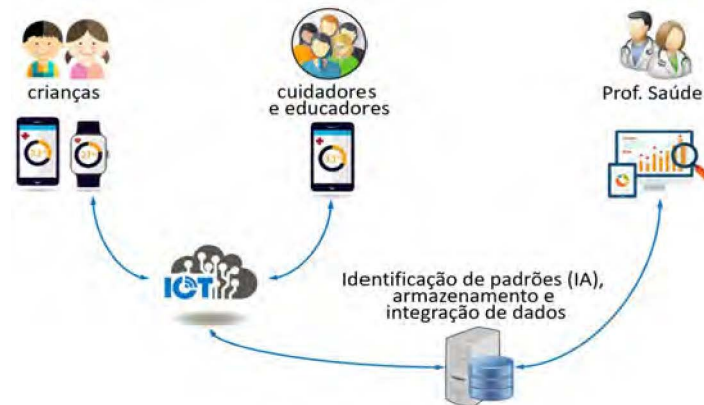 crianças
cuidadores
e educadores
Prof. Saúde
IOT
Identificação de padrões (IA),
armazenamento e
integração de dados